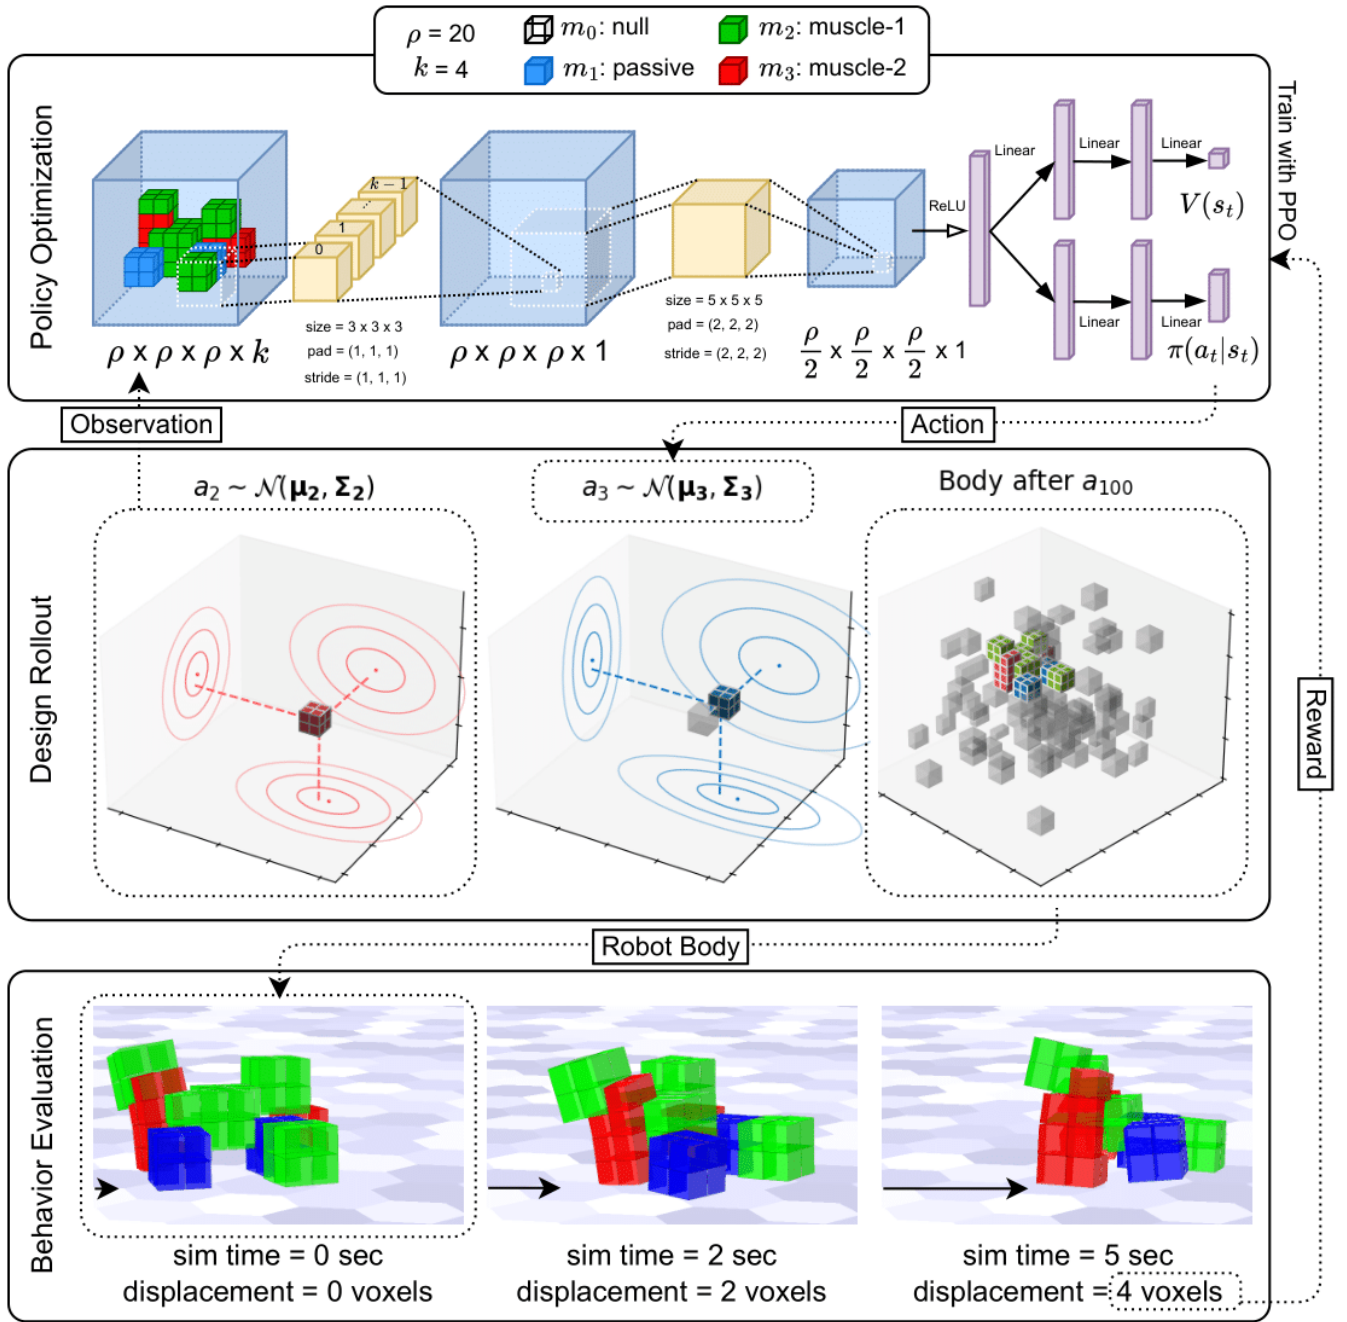 ρ = 20
k = 4
m₀: null
m₁: passive
m₂: muscle-1
m₃: muscle-2
Policy Optimization
0
1
k − 1
size = 3 x 3 x 3
pad = (1, 1, 1)
stride = (1, 1, 1)
ρ x ρ x ρ x k
ρ x ρ x ρ x 1
size = 5 x 5 x 5
pad = (2, 2, 2)
stride = (2, 2, 2)
ρ/2 x ρ/2 x ρ/2 x 1
ReLU
Linear
Linear
Linear
V(sₜ)
Linear
Linear
π(aₜ|sₜ)
Train with PPO
Observation
Action
Reward
Design Rollout
a₂ ~ 𝒩(μ₂, Σ₂)
a₃ ~ 𝒩(μ₃, Σ₃)
Body after a₁₀₀
Robot Body
Behavior Evaluation
sim time = 0 sec
displacement = 0 voxels
sim time = 2 sec
displacement = 2 voxels
sim time = 5 sec
displacement = 4 voxels